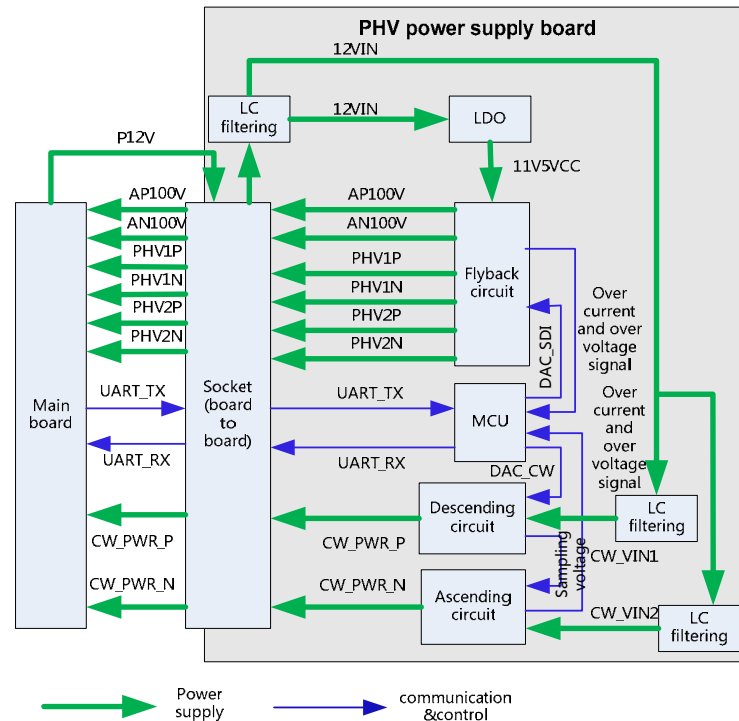 PHV power supply board
12VIN
LC
filtering
12VIN
LDO
P12V
11V5VCC
AP100V
AN100V
PHV1P
PHV1N
PHV2P
PHV2N
AP100V
AN100V
PHV1P
PHV1N
PHV2P
PHV2N
Flyback
circuit
Over
current
and over
voltage
signal
DAC_SDI
Main
board
UART_TX
UART_RX
Socket
(board
to
board)
UART_TX
UART_RX
MCU
DAC_CW
Over
current
and
over
voltage
signal
CW_PWR_P
CW_PWR_P
Descending
circuit
LC
filtering
CW_VIN1
Sampling
voltage
CW_PWR_N
CW_PWR_N
Ascending
circuit
CW_VIN2
LC
filtering
Power
supply
communication
&control